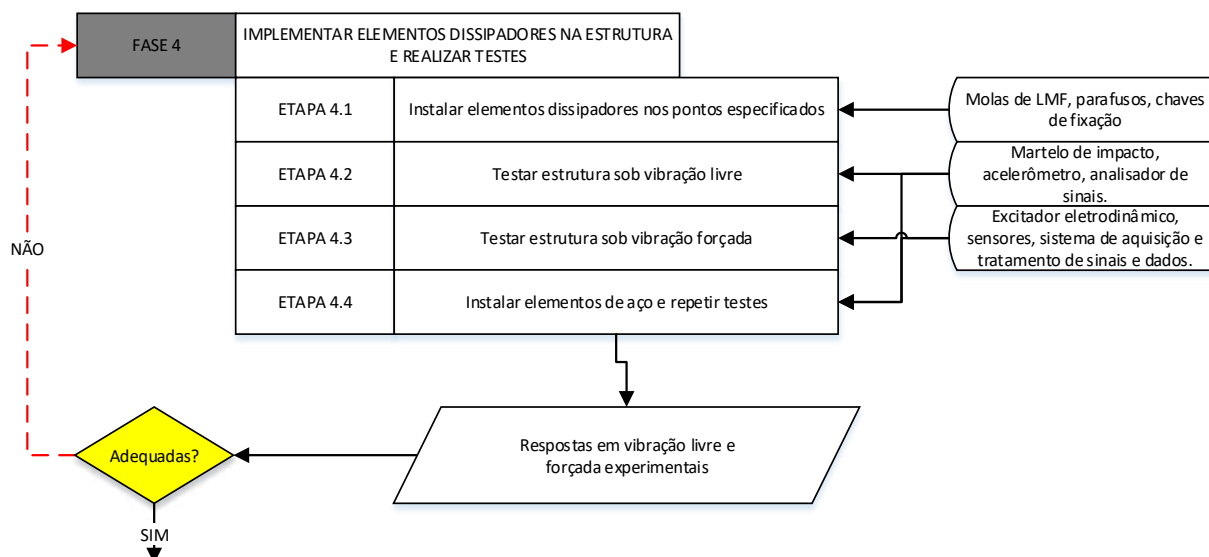 FASE 4
IMPLEMENTAR ELEMENTOS DISSIPADORES NA ESTRUTURA
E REALIZAR TESTES
ETAPA 4.1
Instalar elementos dissipadores nos pontos especificados
Molas de LMF, parafusos, chaves
de fixação
ETAPA 4.2
Testar estrutura sob vibração livre
Martelo de impacto,
acelerômetro, analisador de
sinais.
ETAPA 4.3
Testar estrutura sob vibração forçada
Excitador eletrodinâmico,
sensores, sistema de aquisição e
tratamento de sinais e dados.
ETAPA 4.4
Instalar elementos de aço e repetir testes
NÃO
Respostas em vibração livre e
forçada experimentais
Adequadas?
SIM